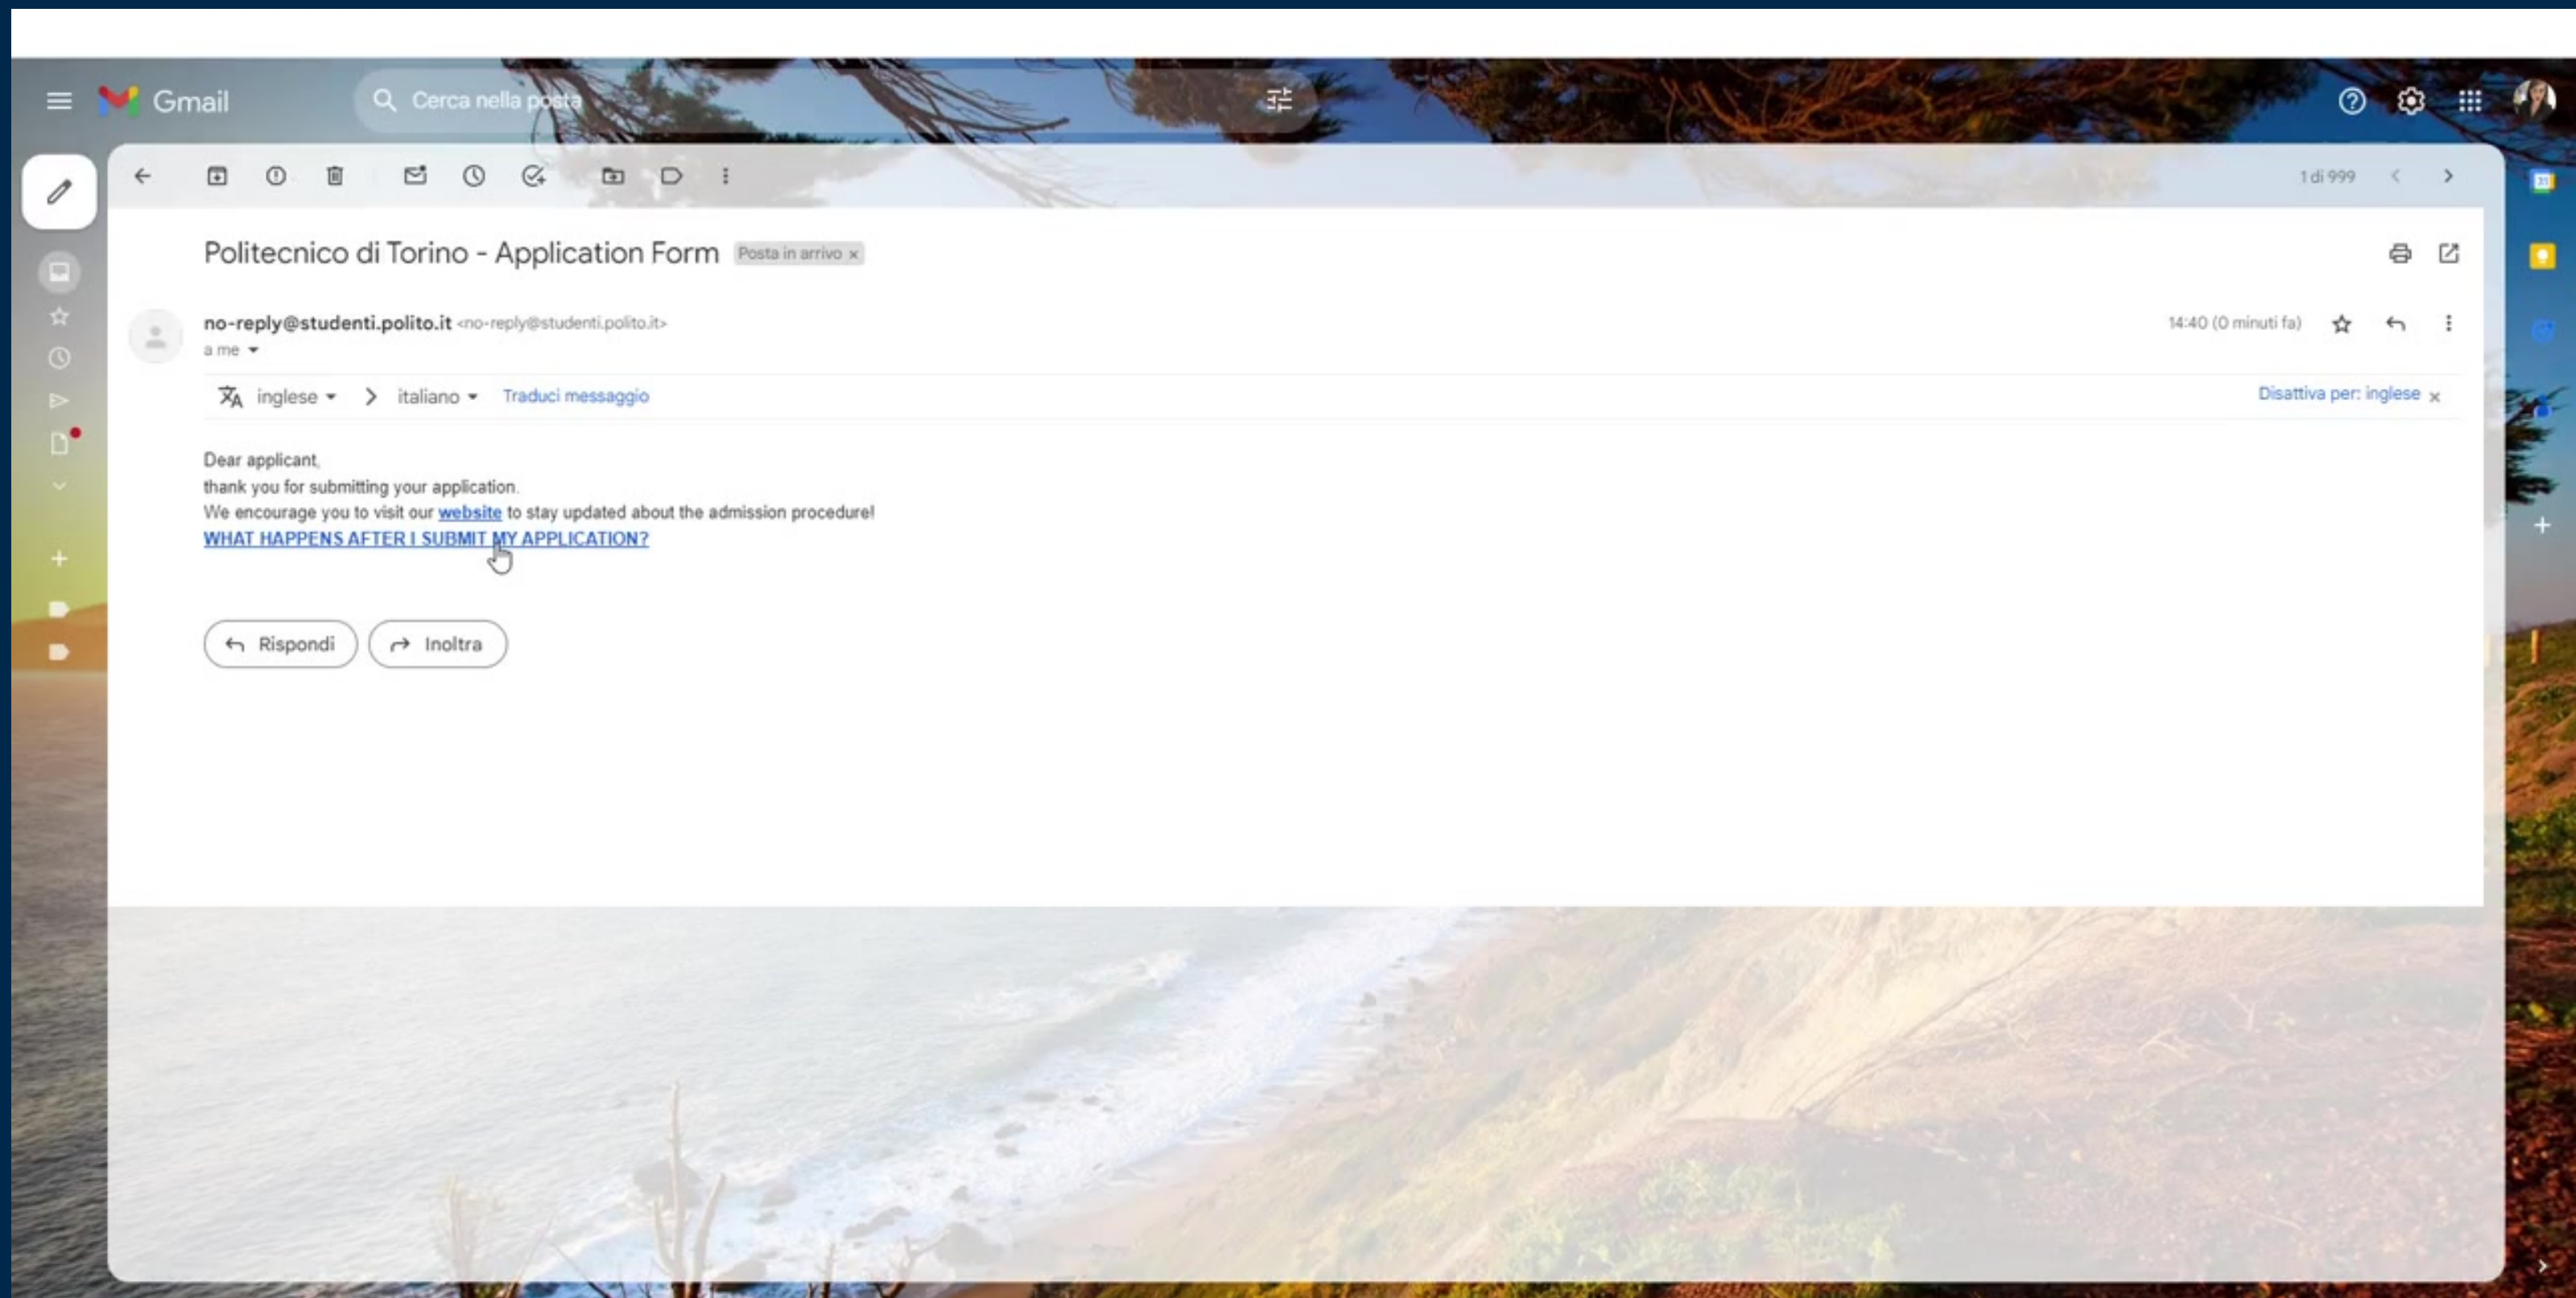 Gmail
Cerca nella posta
1 di 999
31
Politecnico di Torino - Application Form Posta in arrivo x
no-reply@studenti.polito.it <no-reply@studenti.polito.it>
14:40 (0 minuti fa)
a me
inglese > italiano Traduci messaggio
Disattiva per: inglese x
Dear applicant,
thank you for submitting your application.
We encourage you to visit our website to stay updated about the admission procedure!
WHAT HAPPENS AFTER I SUBMIT MY APPLICATION?
Rispondi
Inoltra